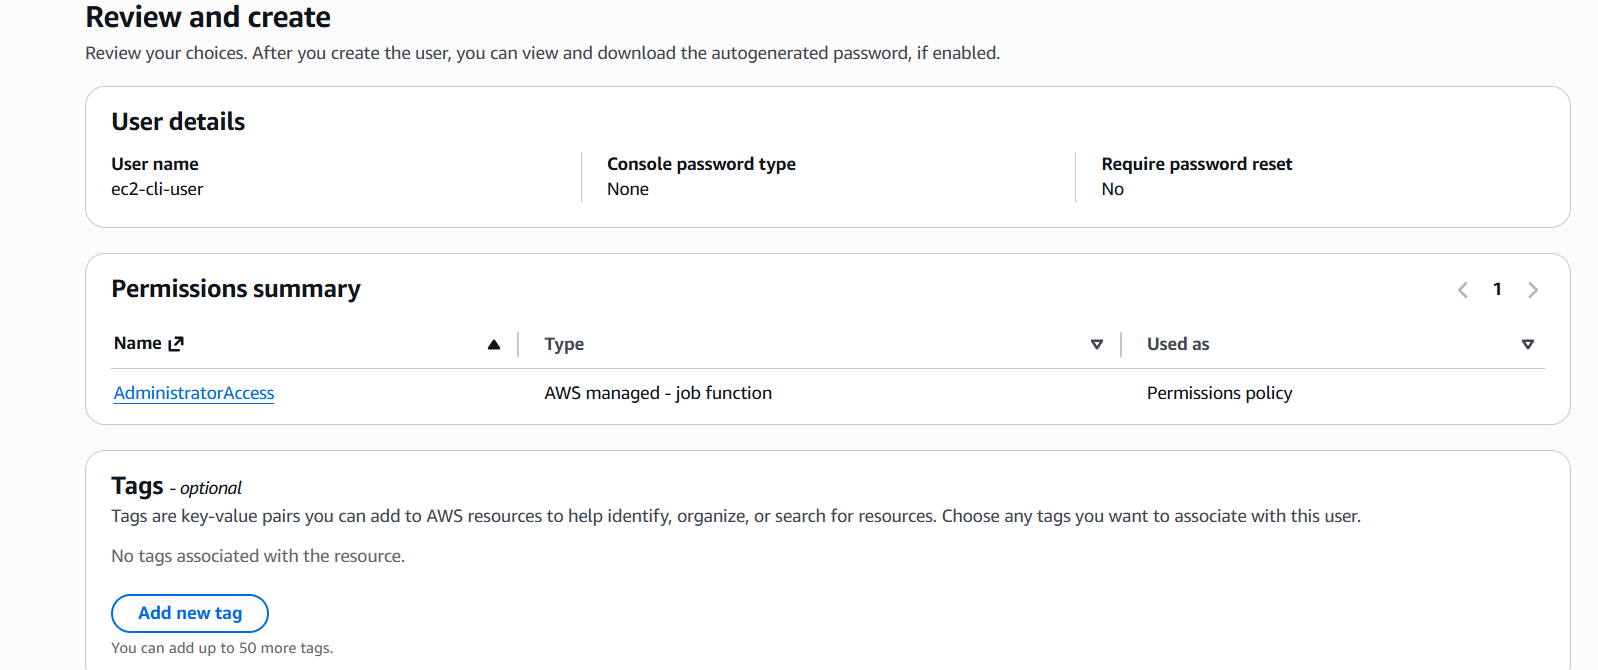 Review and create
Review your choices. After you create the user, you can view and download the autogenerated password, if enabled.
User details
User name
ec2-cli-user
Console password type
None
Require password reset
No
Permissions summary
1
Name
Type
Used as
AdministratorAccess
AWS managed - job function
Permissions policy
Tags - optional
Tags are key-value pairs you can add to AWS resources to help identify, organize, or search for resources. Choose any tags you want to associate with this user.
No tags associated with the resource.
Add new tag
You can add up to 50 more tags.